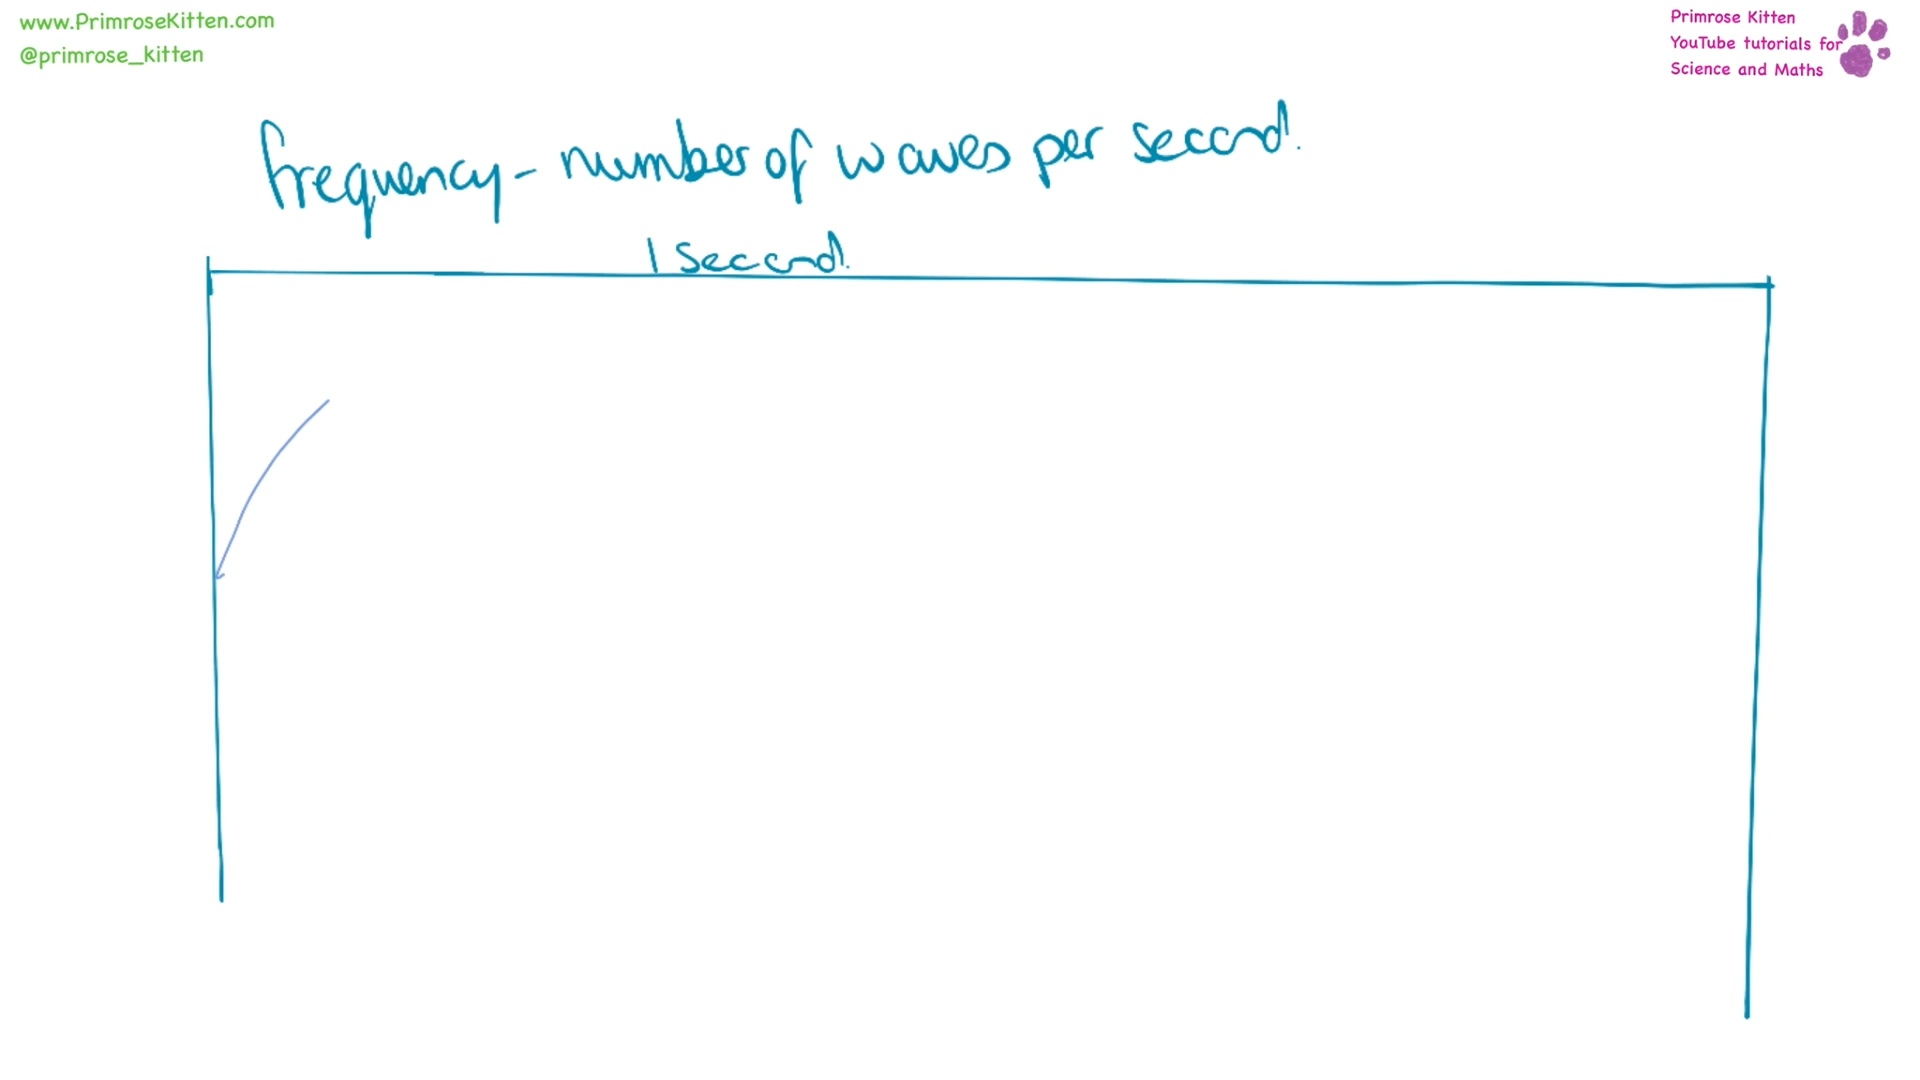 www.PrimroseKitten.com
@primrose_kitten
Primrose Kitten
YouTube tutorials for
Science and Maths
frequency - number of waves per second.
1 second.